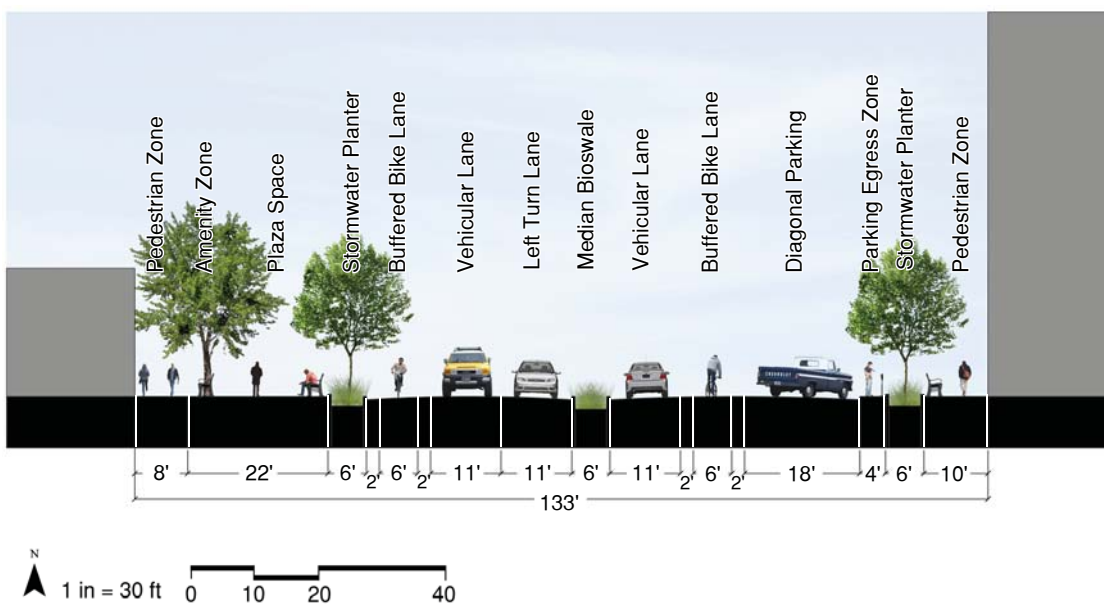 Pedestrian Zone
Amenity Zone
Plaza Space
Stormwater Planter
Buffered Bike Lane
Vehicular Lane
Left Turn Lane
Median Bioswale
Vehicular Lane
Buffered Bike Lane
Diagonal Parking
Parking Egress Zone
Stormwater Planter
Pedestrian Zone
CHEVROLET
8' 22' 6' 2' 6' 2' 11' 11' 6' 11' 2' 6' 2' 18' 4' 6' 10'
133'
N
1 in = 30 ft 0 10 20 40